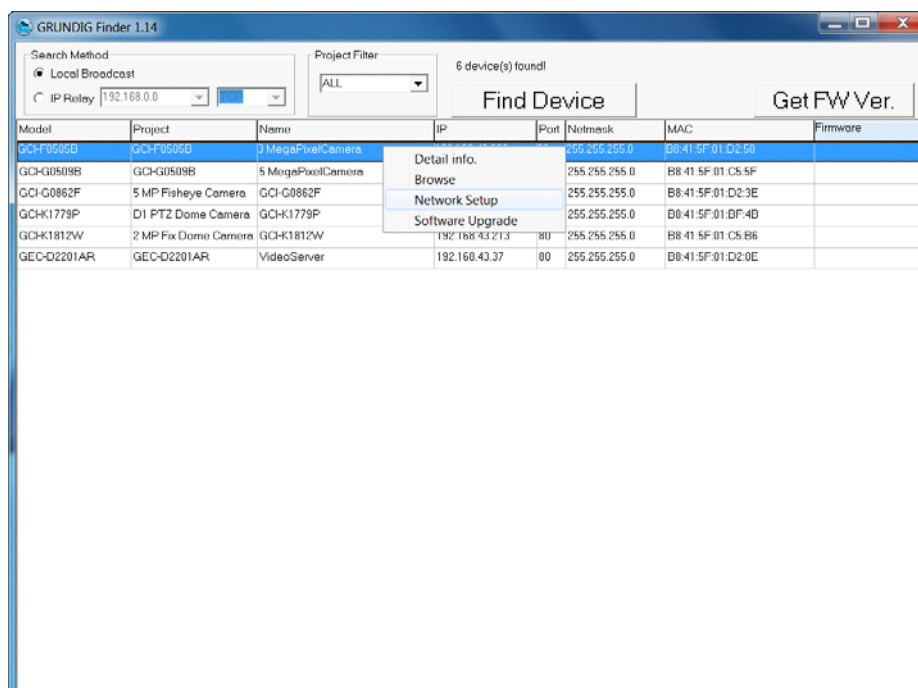 GRUNDIG Finder 1.14
Search Method
Local Broadcast
IP Relay 192.168.0.0 TCP
Project Filter
ALL
6 device(s) found!
Find Device
Get FW Ver.
Model Project Name IP Port Netmask MAC Firmware
GCI-F0505B GCI-F0505B 3 MegaPixelCamera 255.255.255.0 B8:41:5F:01:D2:58
GCI-G0509B GCI-G0509B 5 MegaPixelCamera 255.255.255.0 B8:41:5F:01:C5:5F
GCI-G0862F 5 MP Fisheye Camera GCI-G0862F 255.255.255.0 B8:41:5F:01:D2:3E
GCI-K1779P D1 PTZ Dome Camera GCI-K1779P 255.255.255.0 B8:41:5F:01:BF:4B
GCI-K1812W 2 MP Fix Dome Camera GCI-K1812W 192.168.43.213 80 255.255.255.0 B8:41:5F:01:C5:B6
GEC-D2201AR GEC-D2201AR VideoServer 192.168.43.37 80 255.255.255.0 B8:41:5F:01:D2:0E
Detail info.
Browse
Network Setup
Software Upgrade